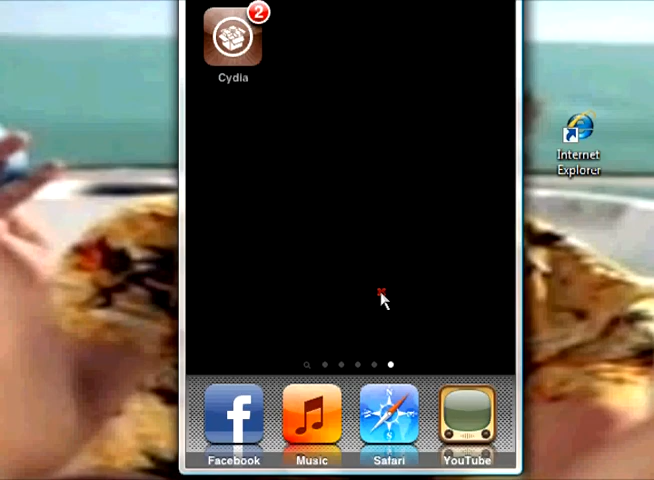 2
Cydia
Internet
Explorer
Facebook
Music
Safari
YouTube